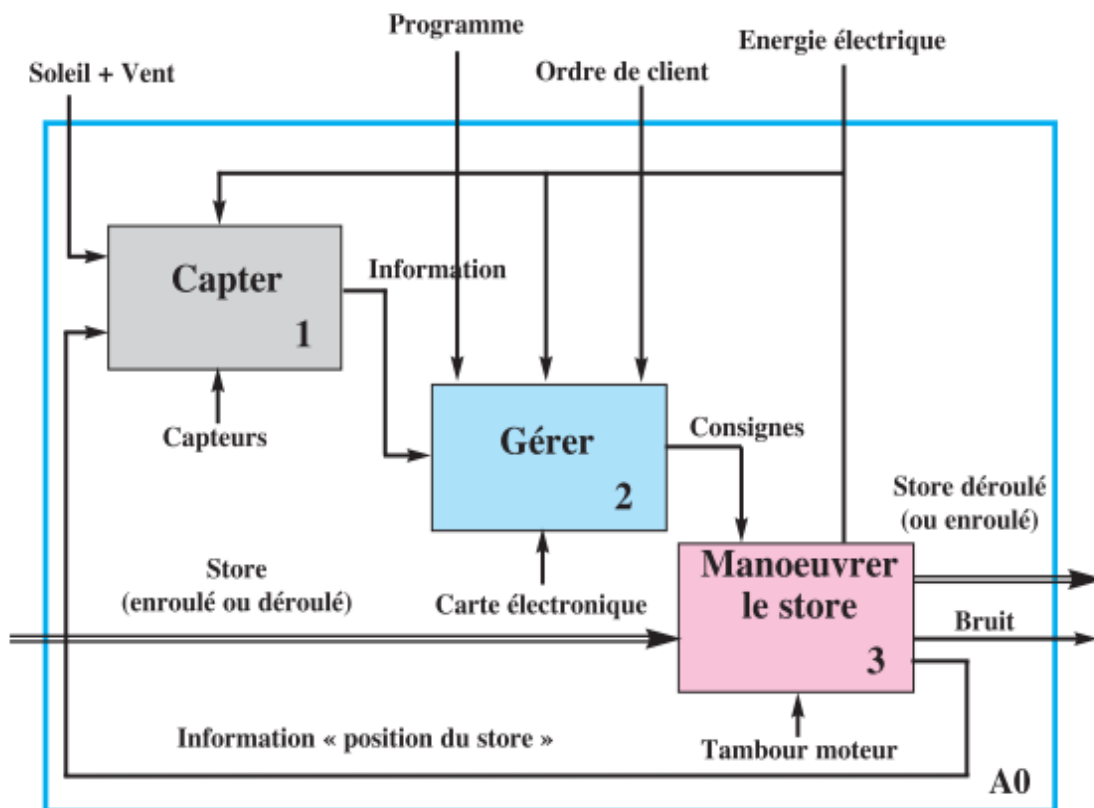 Programme
Energie électrique
Soleil + Vent
Ordre de client
Capter
1
Information
Capteurs
Gérer
2
Consignes
Store déroulé
(ou enroulé)
Store
(enroulé ou déroulé)
Carte électronique
Manoeuvrer
le store
3
Bruit
Information « position du store »
Tambour moteur
A0